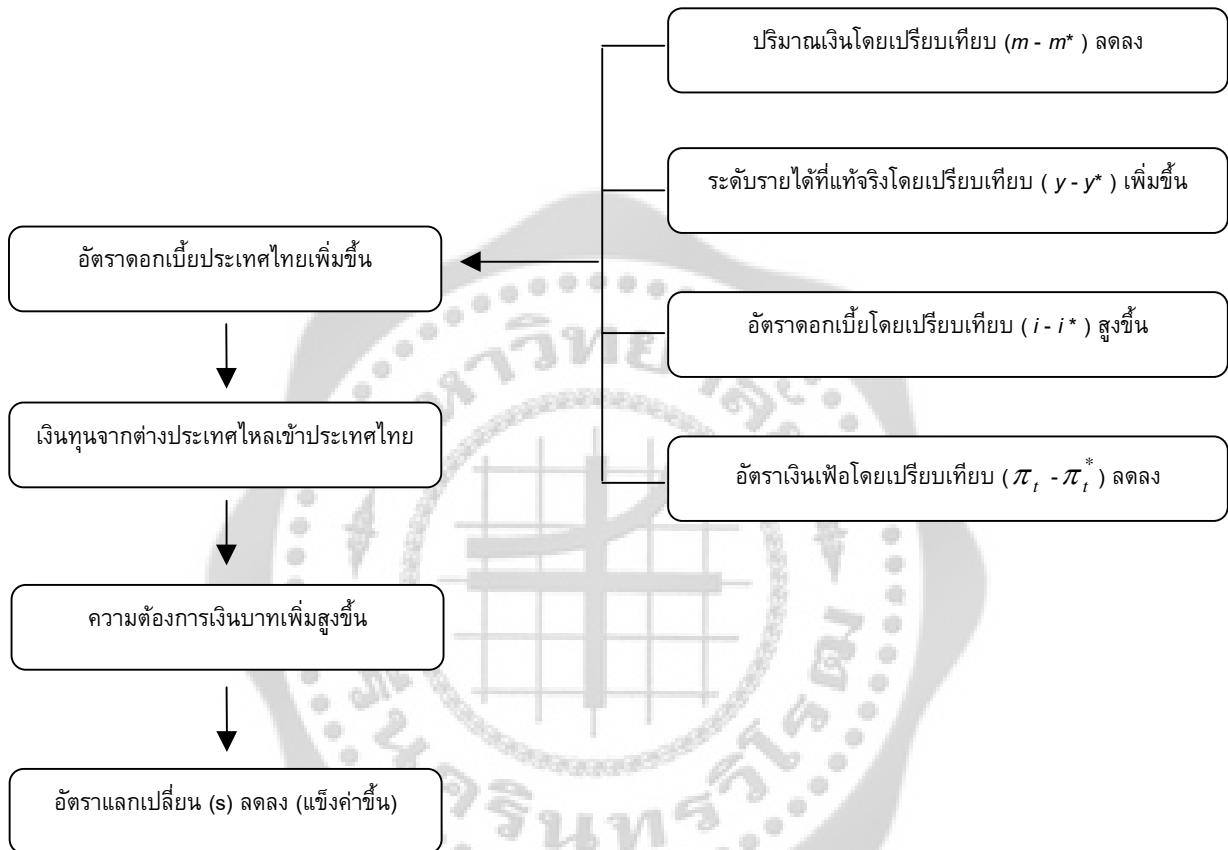 ปริมาณเงินโดยเปรียบเทียบ (m - m* ) ลดลง
ระดับรายได้ที่แท้จริงโดยเปรียบเทียบ ( y - y* ) เพิ่มขึ้น
อัตราดอกเบี้ยประเทศไทยเพิ่มขึ้น
อัตราดอกเบี้ยโดยเปรียบเทียบ ( i - i * ) สูงขึ้น
เงินทุนจากต่างประเทศไหลเข้าประเทศไทย
อัตราเงินเฟ้อโดยเปรียบเทียบ ( π_t - π_t^* ) ลดลง
ความต้องการเงินบาทเพิ่มสูงขึ้น
อัตราแลกเปลี่ยน (s) ลดลง (แข็งค่าขึ้น)